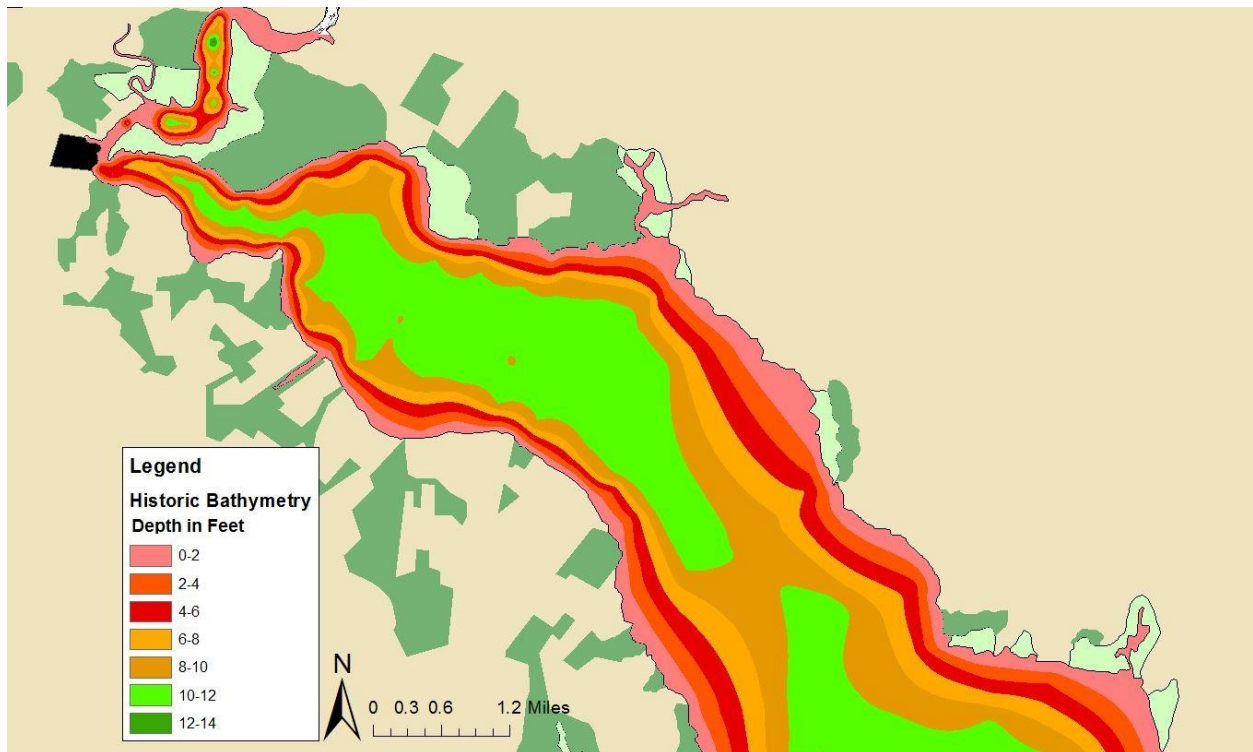 Legend
Historic Bathymetry
Depth in Feet
0-2
2-4
4-6
6-8
8-10
10-12
12-14
N
0 0.3 0.6 1.2 Miles